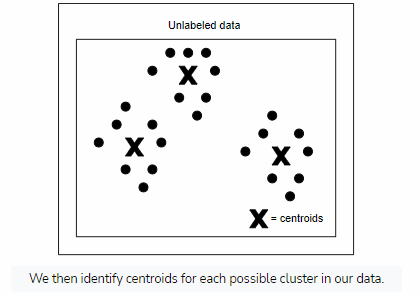 Unlabeled data
X = centroids
We then identify centroids for each possible cluster in our data.